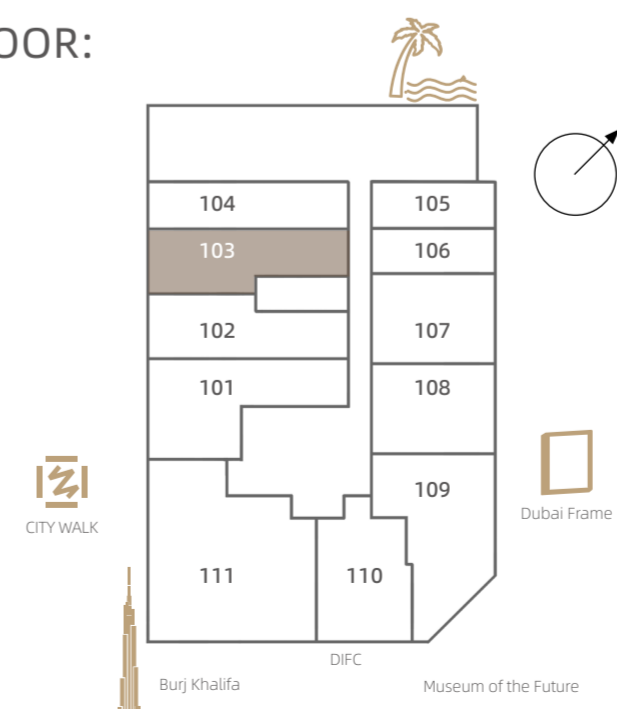 OOR:
104
105
103
106
102
107
101
108
109
111
110
CITY WALK
Dubai Frame
DIFC
Burj Khalifa
Museum of the Future